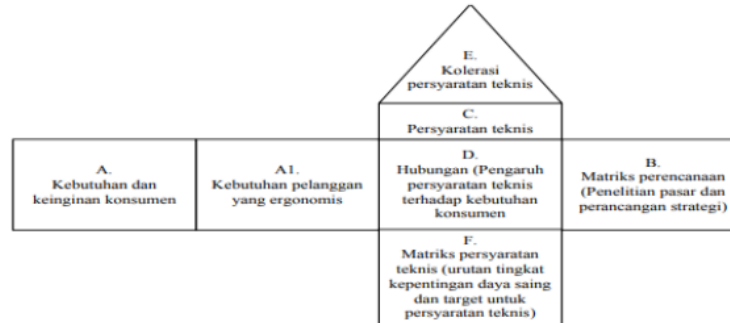 E.
Kolerasi
persyaratan teknis
C.
Persyaratan teknis
A.
Kebutuhan dan
keinginan konsumen
A1.
Kebutuhan pelanggan
yang ergonomis
D.
Hubungan (Pengaruh
persyaratan teknis
terhadap kebutuhan
konsumen
B.
Matriks perencanaan
(Penelitian pasar dan
perancangan strategi)
F.
Matriks persyaratan
teknis (urutan tingkat
kepentingan daya saing
dan target untuk
persyaratan teknis)